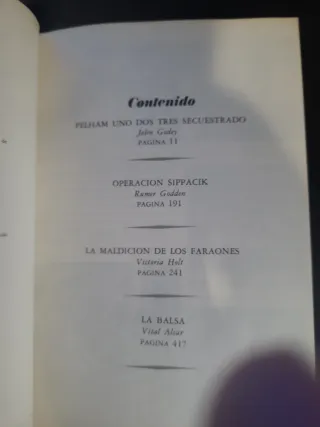 Contenido
PELHAM UNO DOS TRES SECUESTRADO
John Godey
PAGINA 11
OPERACION SIPPACIK
Rumer Godden
PAGINA 191
LA MALDICION DE LOS FARAONES
Victoria Holt
PAGINA 241
LA BALSA
Vital Alsar
PAGINA 417